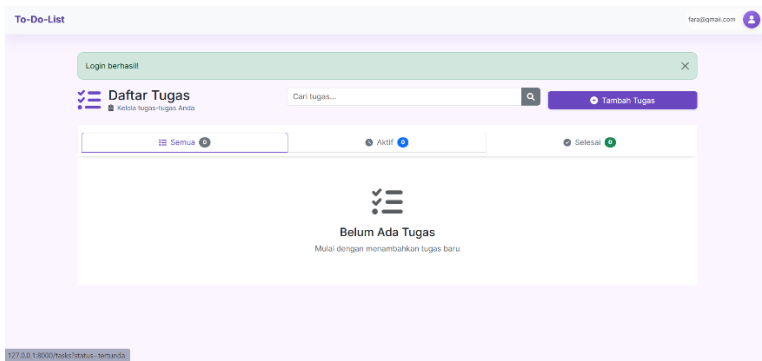 To-Do-List
fara@gmail.com
Login berhasil!
Daftar Tugas
Kelola tugas-tugas Anda
Cari tugas...
Tambah Tugas
Semua 0
Aktif 0
Selesai 0
Belum Ada Tugas
Mulai dengan menambahkan tugas baru
127.0.0.1:8000/tasks?status=tertunda